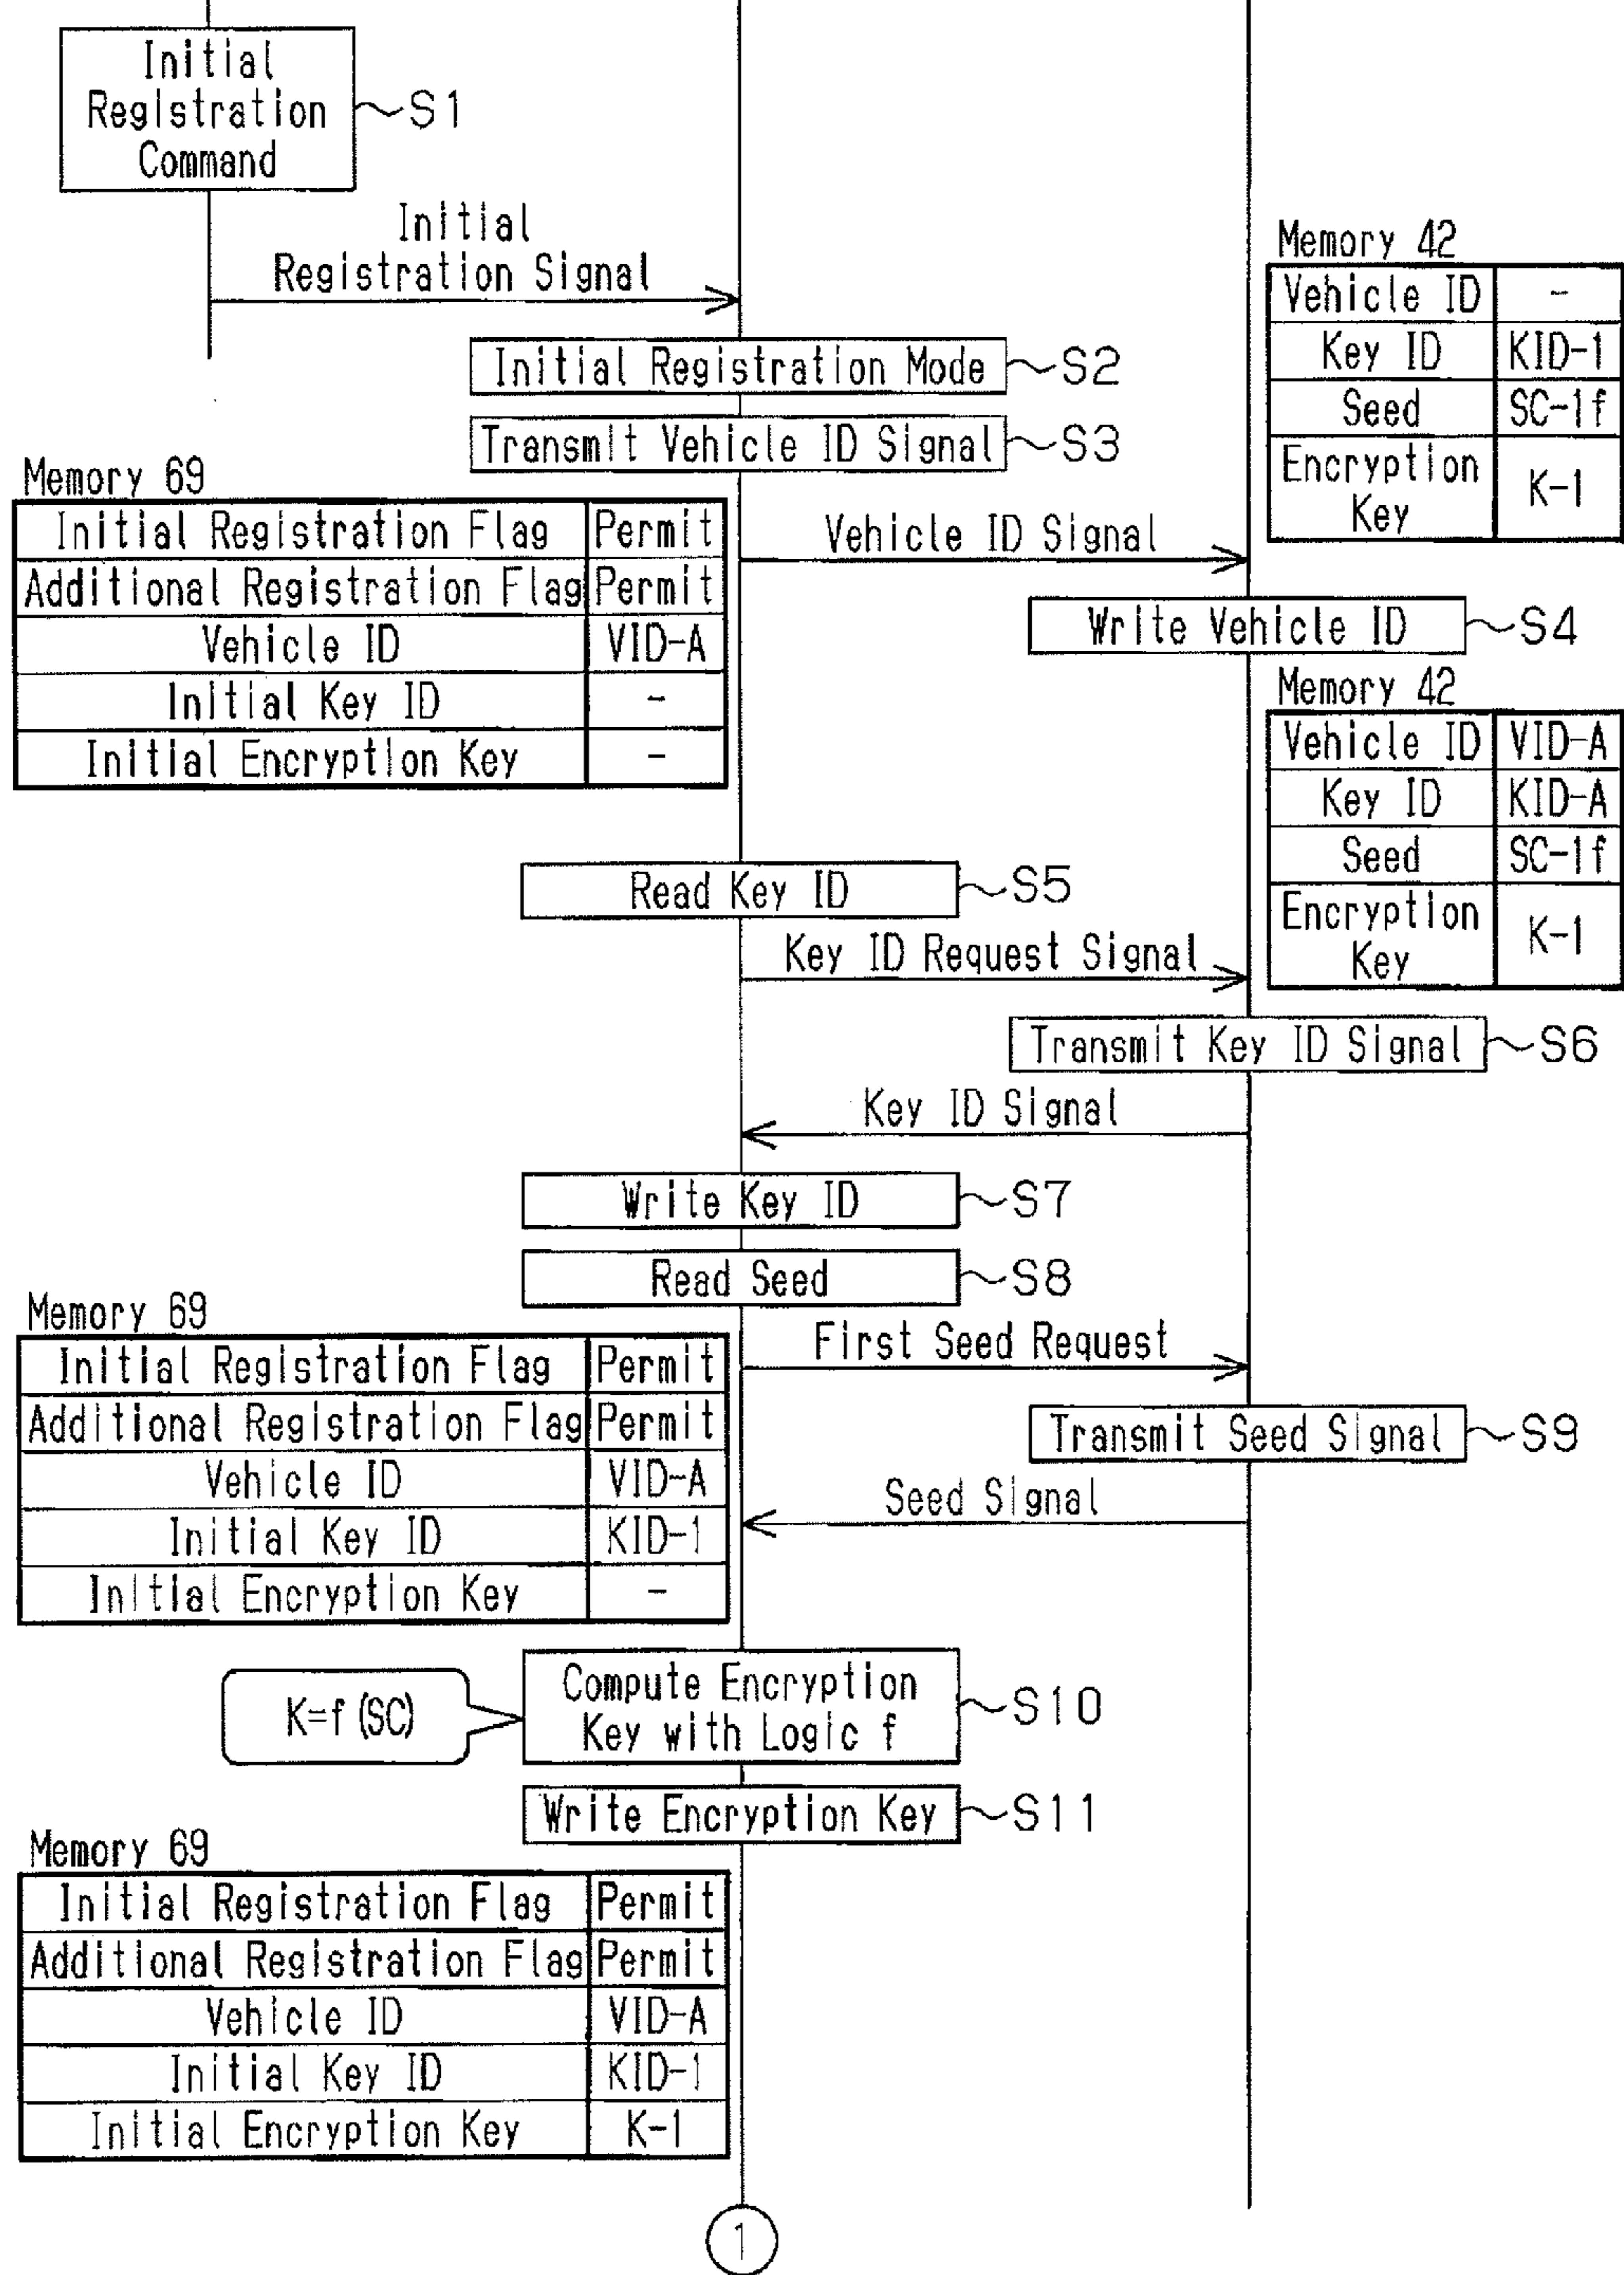 Initial
Registration
Command
S1
Initial
Registration Signal
Memory 42
Vehicle ID -
Key ID KID-1
Seed SC-1f
Encryption
Key K-1
Initial Registration Mode S2
Transmit Vehicle ID Signal S3
Memory 69
Initial Registration Flag Permit
Additional Registration Flag Permit
Vehicle ID VID-A
Initial Key ID -
Initial Encryption Key -
Vehicle ID Signal
Write Vehicle ID S4
Memory 42
Vehicle ID VID-A
Key ID KID-A
Seed SC-1f
Encryption
Key K-1
Read Key ID S5
Key ID Request Signal
Transmit Key ID Signal S6
Key ID Signal
Write Key ID S7
Read Seed S8
Memory 69
Initial Registration Flag Permit
Additional Registration Flag Permit
Vehicle ID VID-A
Initial Key ID KID-1
Initial Encryption Key -
First Seed Request
Transmit Seed Signal S9
Seed Signal
K=f(SC)
Compute Encryption
Key with Logic f
S10
Write Encryption Key S11
Memory 69
Initial Registration Flag Permit
Additional Registration Flag Permit
Vehicle ID VID-A
Initial Key ID KID-1
Initial Encryption Key K-1
1